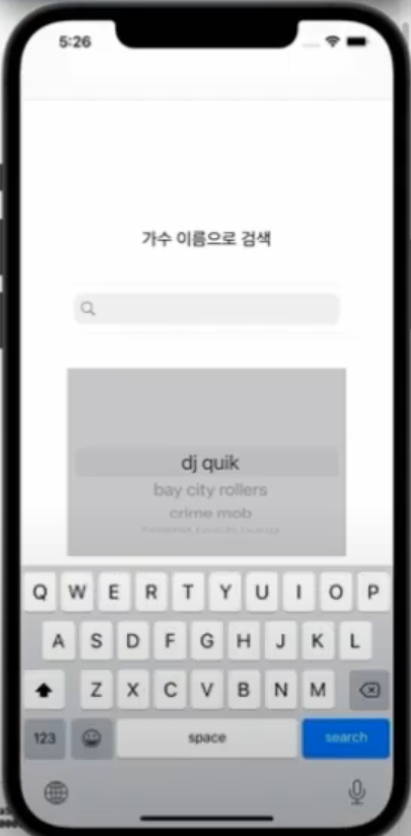 5:26
가수 이름으로 검색
dj quik
bay city rollers
crime mob
Q W E R T Y U I O P
A S D F G H J K L
Z X C V B N M
123 space search